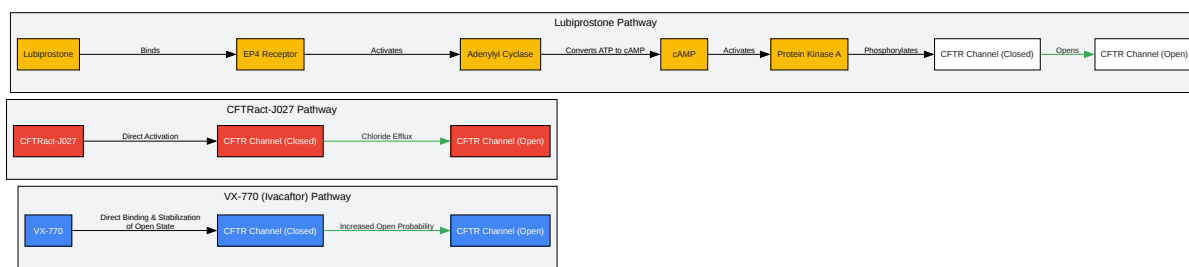 Lubiprostone Pathway
Lubiprostone
Binds
EP4 Receptor
Activates
Adenylyl Cyclase
Converts ATP to cAMP
cAMP
Activates
Protein Kinase A
Phosphorylates
CFTR Channel (Closed)
Opens
CFTR Channel (Open)
CFTRact-J027 Pathway
CFTRact-J027
Direct Activation
CFTR Channel (Closed)
Chloride Efflux
CFTR Channel (Open)
VX-770 (Ivacaftor) Pathway
VX-770
Direct Binding & Stabilization
of Open State
CFTR Channel (Closed)
Increased Open Probability
CFTR Channel (Open)